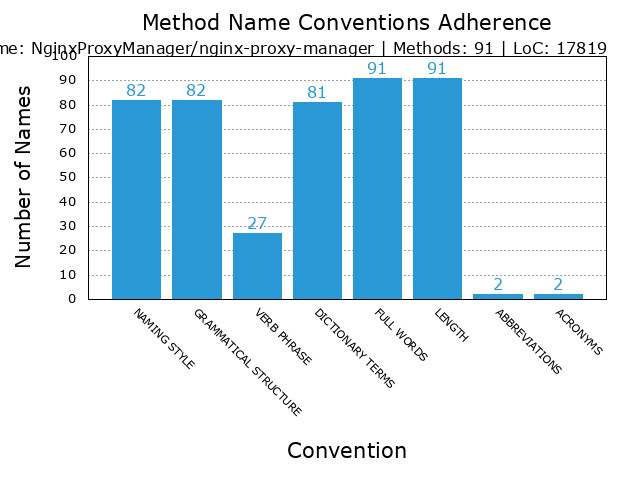 Method Name Conventions Adherence
me: NginxProxyManager/nginx-proxy-manager | Methods: 91 | LoC: 17819
Number of Names
100
90
80
70
60
50
40
30
20
10
0
82
82
27
81
91
91
2
2
NAMING STYLE
GRAMMATICAL STRUCTURE
VERB PHRASE
DICTIONARY TERMS
FULL WORDS
LENGTH
ABBREVIATIONS
ACRONYMS
Convention